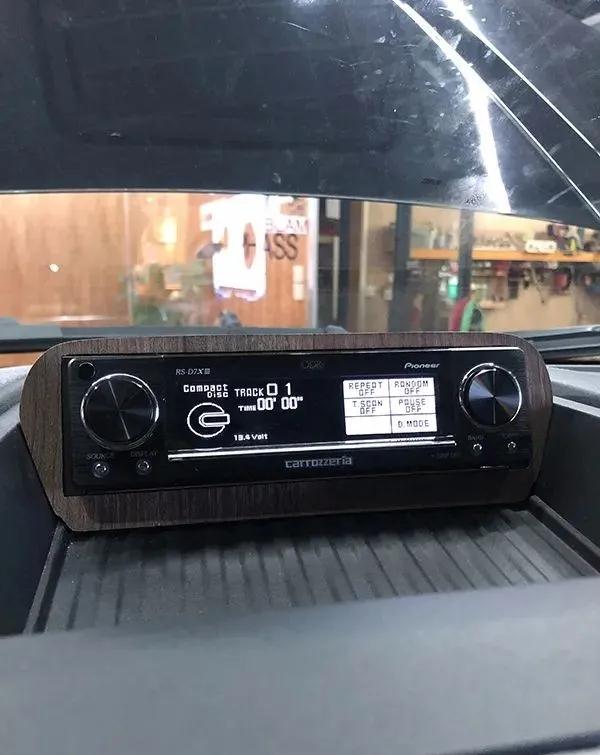 ASS
RS-D7XIII
Pioneer
Compact
Disc
TRACK 01
TIME 00' 00"
13.4 Volt
REPEAT
OFF
RANDOM
OFF
T.SCAN
OFF
PAUSE
OFF
D.MODE
SOURCE
DISPLAY
BAND
carrozzeria